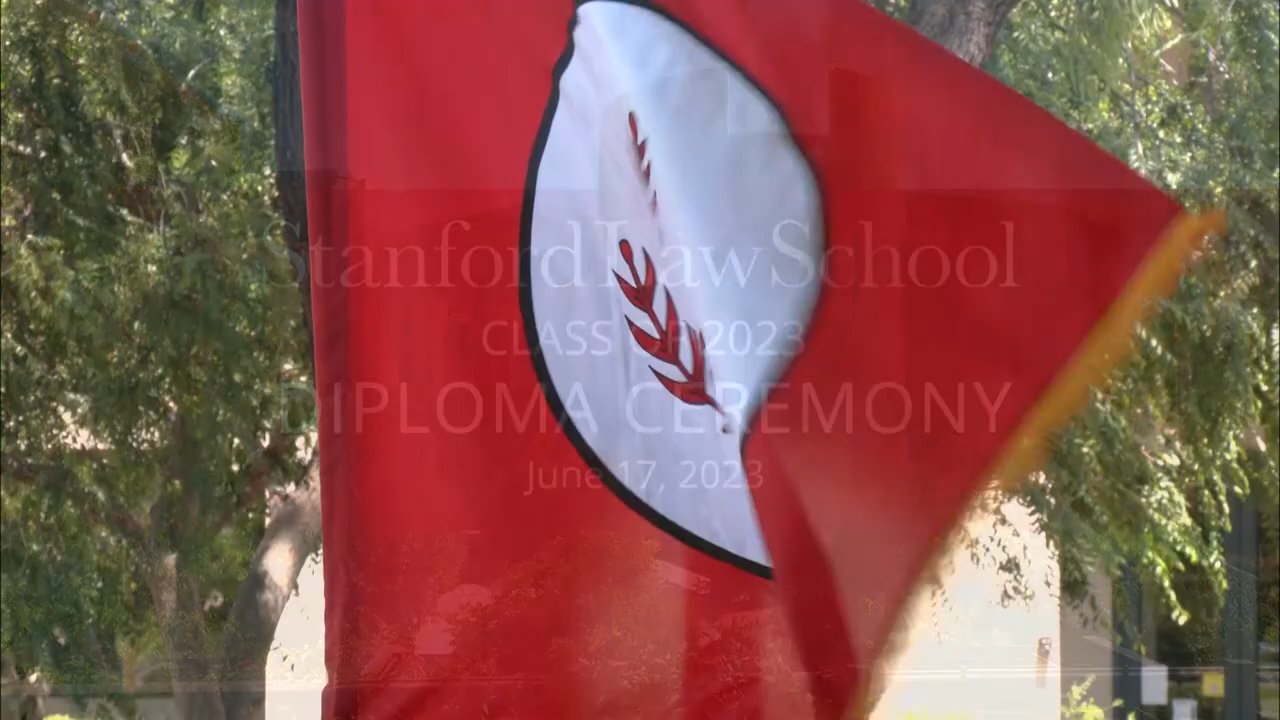 Stanford Law School
CLASS OF 2023
DIPLOMA CEREMONY
June 17, 2023